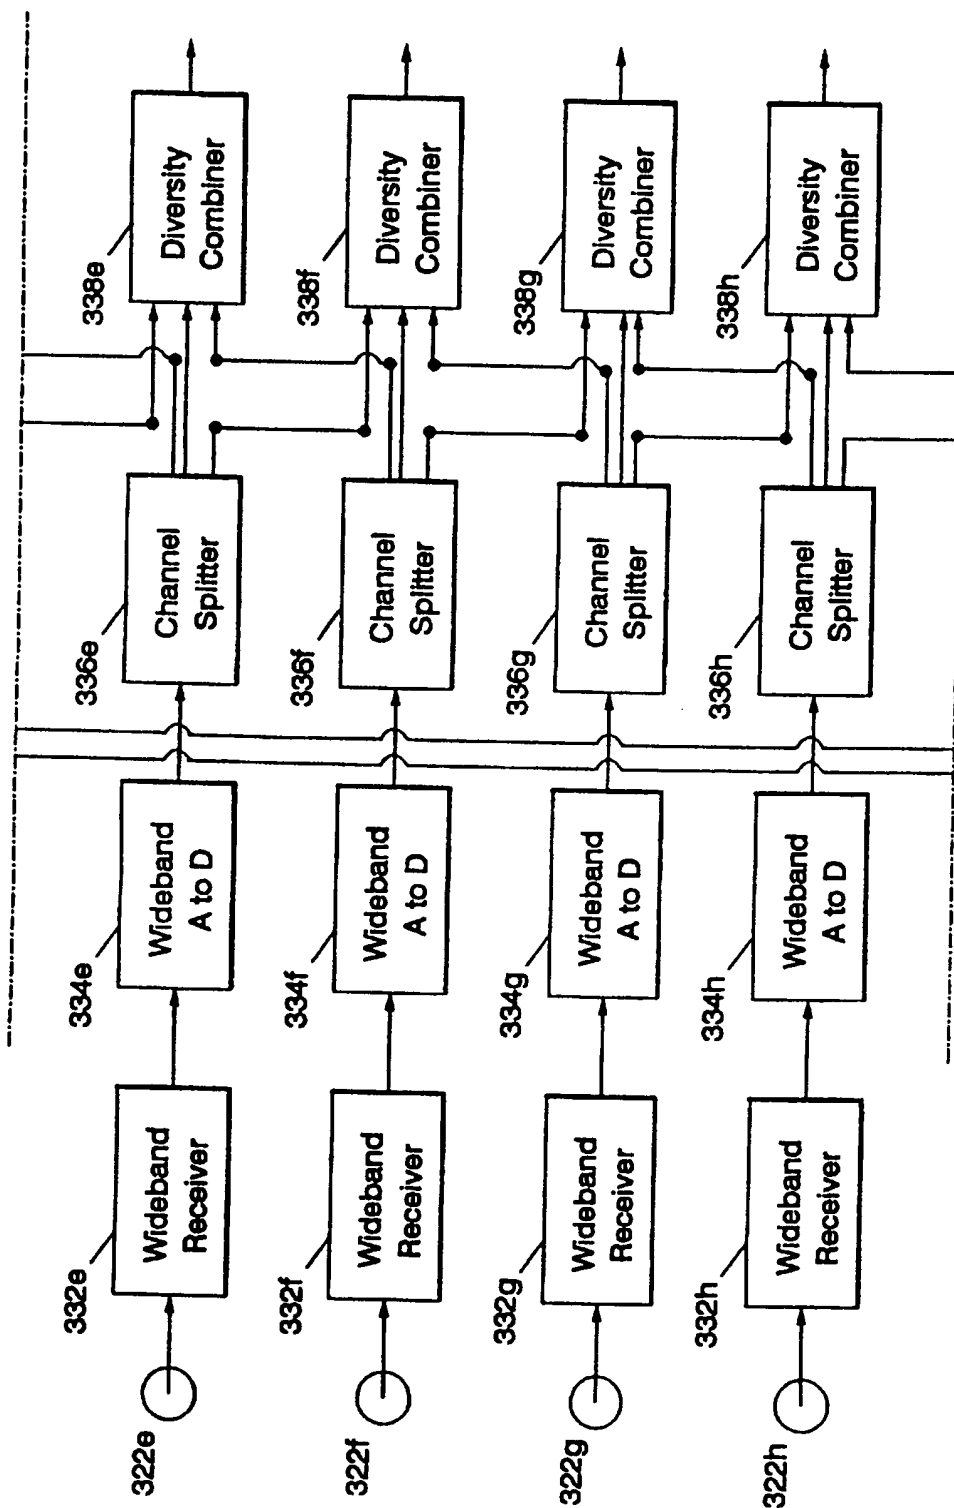 322e
332e
Wideband
Receiver
334e
Wideband
A to D
336e
Channel
Splitter
338e
Diversity
Combiner
322f
332f
Wideband
Receiver
334f
Wideband
A to D
336f
Channel
Splitter
338f
Diversity
Combiner
322g
332g
Wideband
Receiver
334g
Wideband
A to D
336g
Channel
Splitter
338g
Diversity
Combiner
322h
332h
Wideband
Receiver
334h
Wideband
A to D
336h
Channel
Splitter
338h
Diversity
Combiner